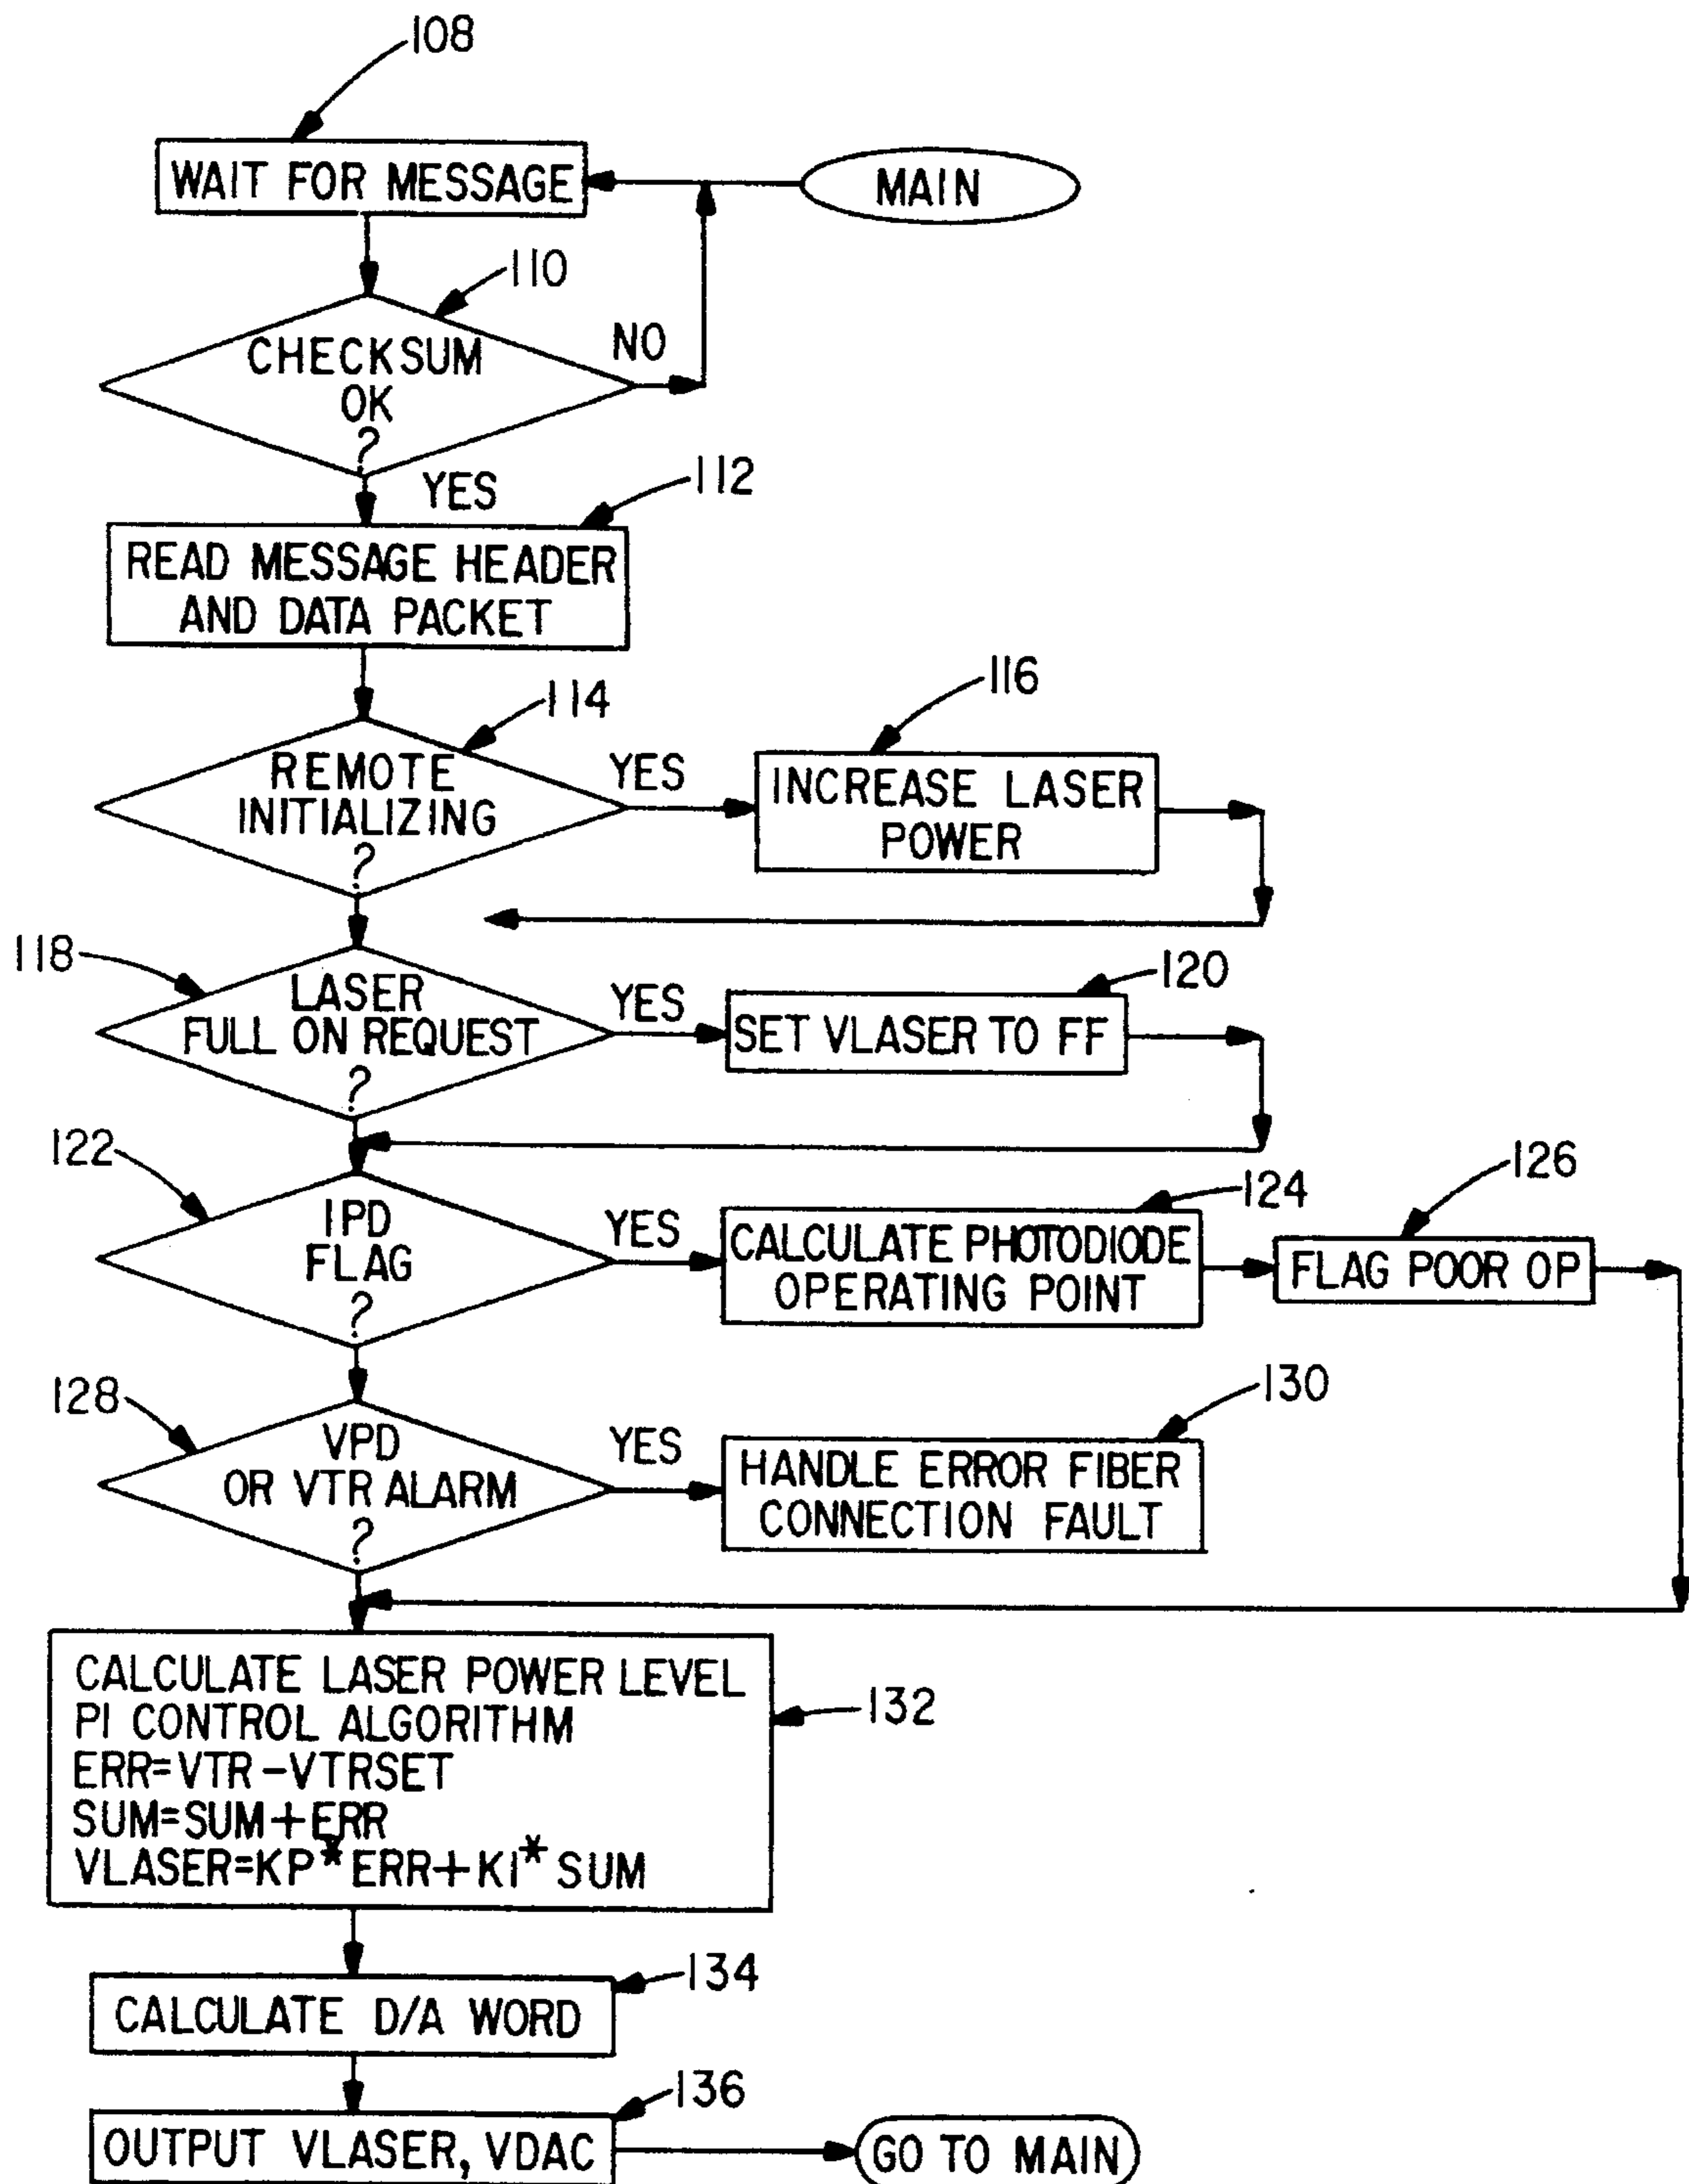 108
WAIT FOR MESSAGE
MAIN
110
CHECKSUM
OK
?
NO
YES
112
READ MESSAGE HEADER
AND DATA PACKET
114
REMOTE
INITIALIZING
?
YES
116
INCREASE LASER
POWER
118
LASER
FULL ON REQUEST
?
YES
120
SET VLASER TO FF
122
IPD
FLAG
?
YES
124
CALCULATE PHOTODIODE
OPERATING POINT
126
FLAG POOR OP
128
VPD
OR VTR ALARM
?
YES
130
HANDLE ERROR FIBER
CONNECTION FAULT
CALCULATE LASER POWER LEVEL
PI CONTROL ALGORITHM
ERR=VTR-VTRSET
SUM=SUM+ERR
VLASER=KP*ERR+KI*SUM
132
134
CALCULATE D/A WORD
136
OUTPUT VLASER, VDAC
GO TO MAIN